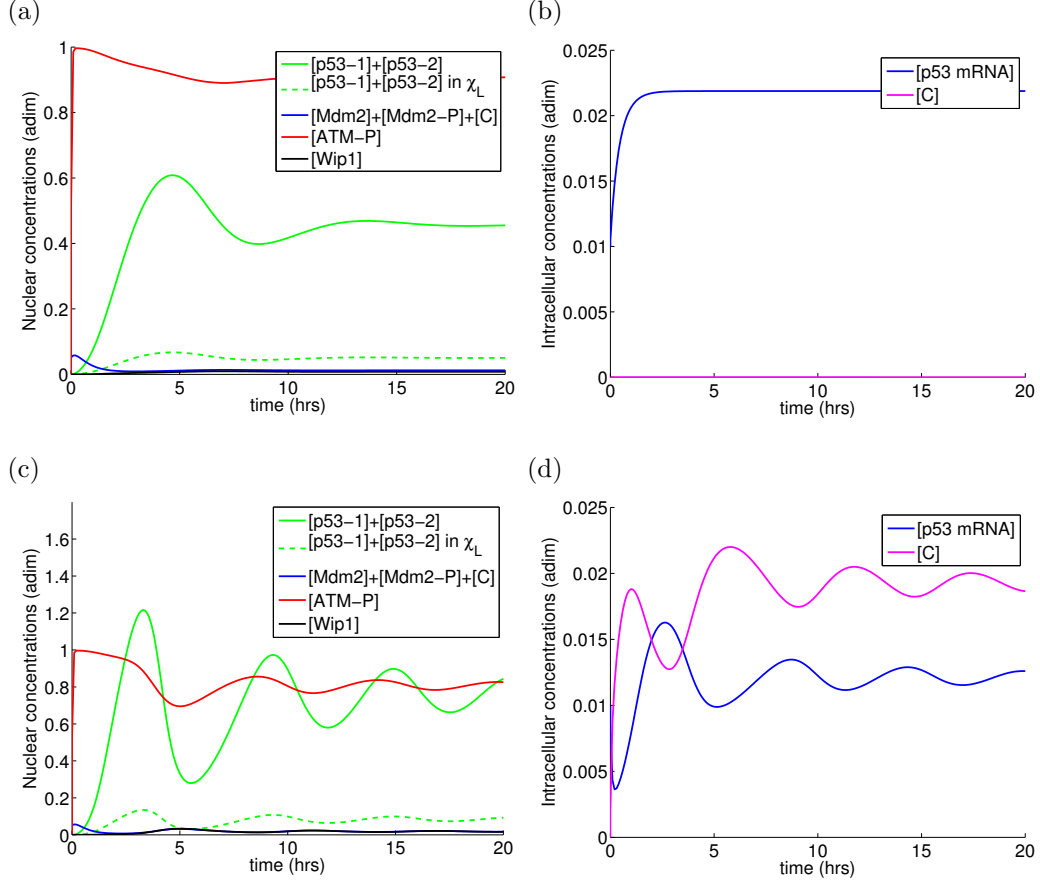 (a)
Nuclear concentrations (adim)
1
0.8
0.6
0.4
0.2
0
0
5
10
15
20
time (hrs)
[p53−1]+[p53−2]
[p53−1]+[p53−2] in χL
[Mdm2]+[Mdm2−P]+[C]
[ATM−P]
[Wip1]
(b)
Intracellular concentrations (adim)
0.025
0.02
0.015
0.01
0.005
0
0
5
10
15
20
time (hrs)
[p53 mRNA]
[C]
(c)
Nuclear concentrations (adim)
1.6
1.4
1.2
1
0.8
0.6
0.4
0.2
0
0
5
10
15
20
time (hrs)
[p53−1]+[p53−2]
[p53−1]+[p53−2] in χL
[Mdm2]+[Mdm2−P]+[C]
[ATM−P]
[Wip1]
(d)
Intracellular concentrations (adim)
0.025
0.02
0.015
0.01
0.005
0
0
5
10
15
20
time (hrs)
[p53 mRNA]
[C]